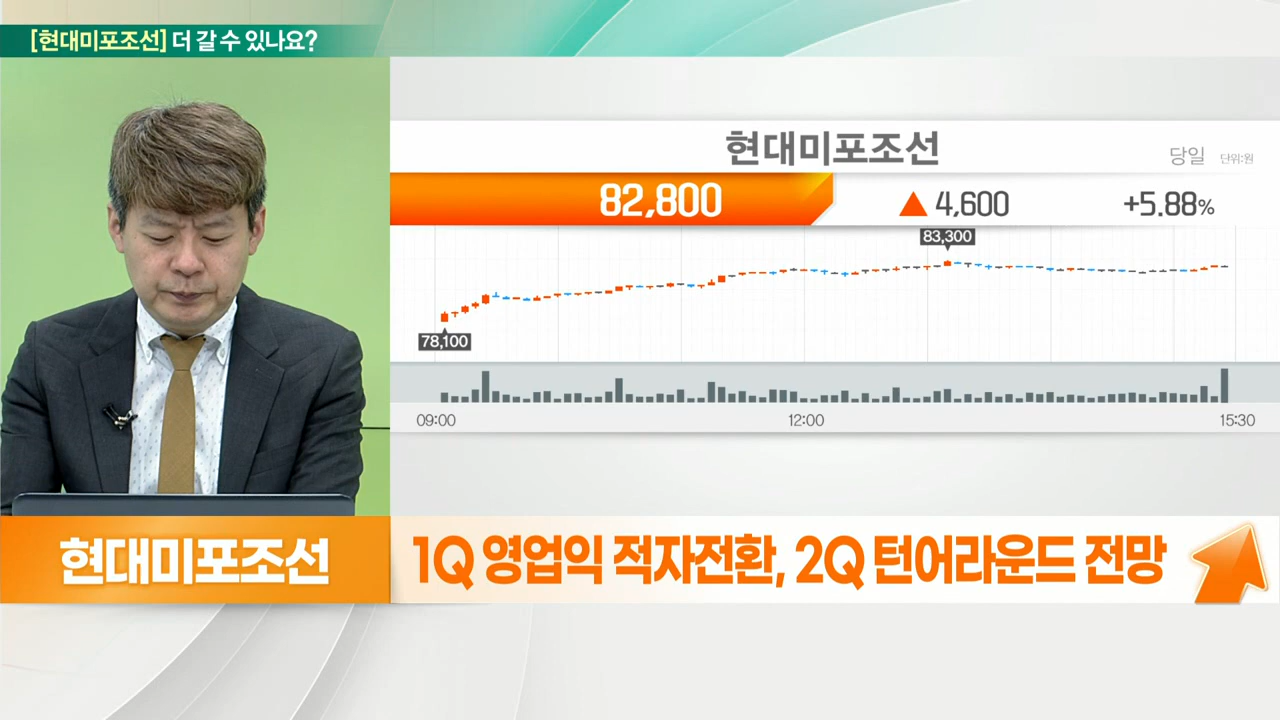 [현대미포조선] 더 갈 수 있나요?
현대미포조선
당일 단위:원
82,800 ▲ 4,600 +5.88%
83,300
78,100
09:00 12:00 15:30
현대미포조선
1Q 영업익 적자전환, 2Q 턴어라운드 전망